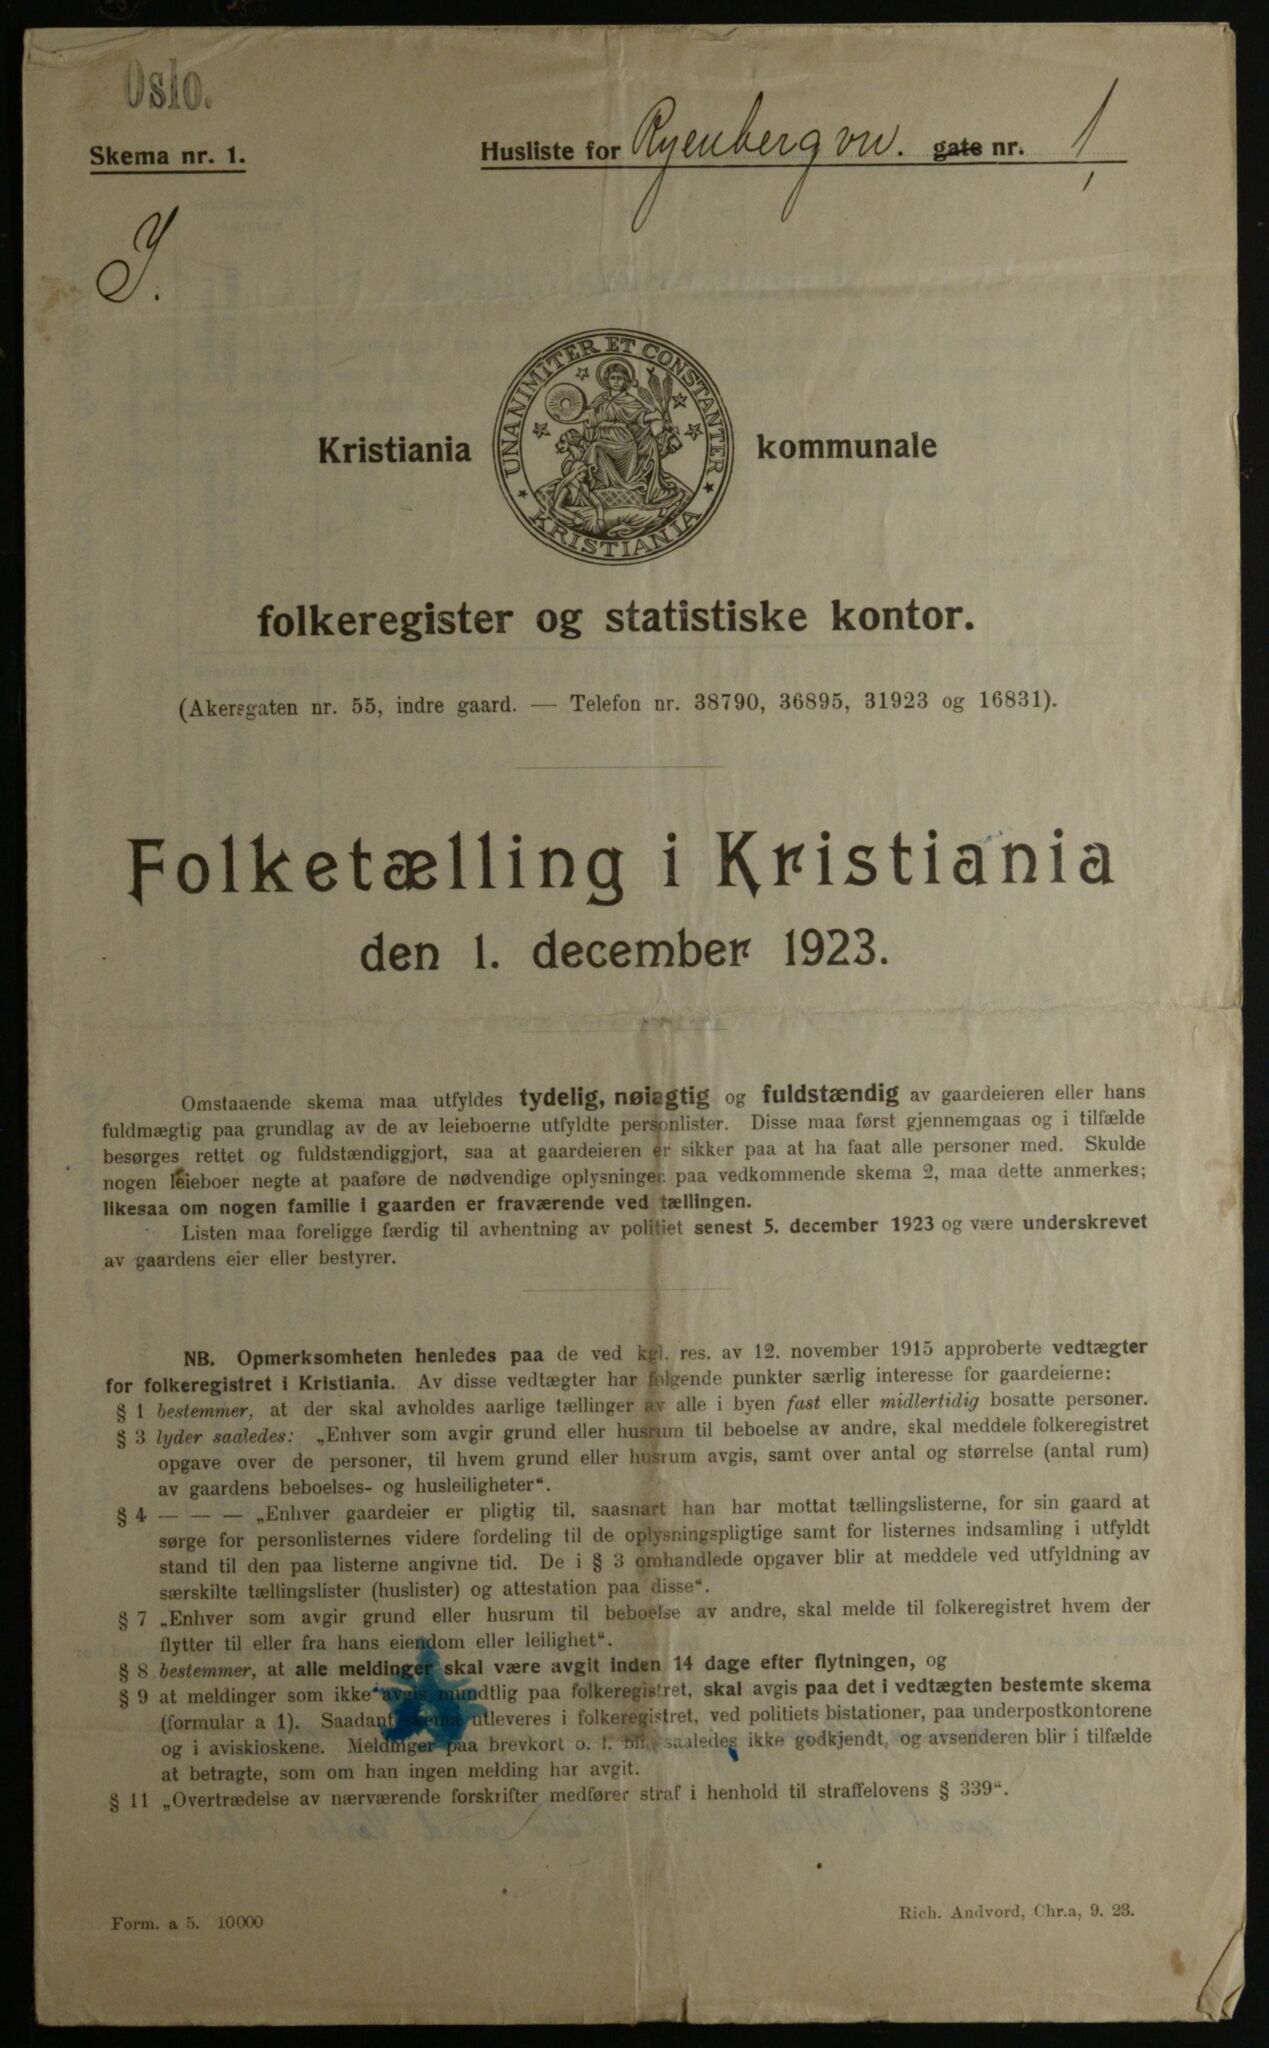 Oslo.
Skema nr. 1.
Husliste for Ryenbergvn. gate nr. 1
I.
UNANIMITER ET CONSTANTER
KRISTIANIA
Kristiania kommunale
folkeregister og statistiske kontor.
(Akersgaten nr. 55, indre gaard. — Telefon nr. 38790, 36895, 31923 og 16831).
Folketælling i Kristiania
den 1. december 1923.
Omstaaende skema maa utfyldes tydelig, nøiagtig og fuldstændig av gaardeieren eller hans
fuldmægtig paa grundlag av de av leieboerne utfyldte personlister. Disse maa først gjennemgaas og i tilfælde
besørges rettet og fuldstændiggjort, saa at gaardeieren er sikker paa at ha faat alle personer med. Skulde
nogen leieboer negte at paaføre de nødvendige oplysninger paa vedkommende skema 2, maa dette anmerkes;
likesaa om nogen familie i gaarden er fraværende ved tællingen.
Listen maa foreligge færdig til avhentning av politiet senest 5. december 1923 og være underskrevet
av gaardens eier eller bestyrer.
NB. Opmerksomheten henledes paa de ved kgl. res. av 12. november 1915 approberte vedtægter
for folkeregistret i Kristiania. Av disse vedtægter har følgende punkter særlig interesse for gaardeierne:
§ 1 bestemmer, at der skal avholdes aarlige tællinger av alle i byen fast eller midlertidig bosatte personer.
§ 3 lyder saaledes: „Enhver som avgir grund eller husrum til beboelse av andre, skal meddele folkeregistret
opgave over de personer, til hvem grund eller husrum avgis, samt over antal og størrelse (antal rum)
av gaardens beboelses- og husleiligheter“.
§ 4 — — — „Enhver gaardeier er pligtig til, saasnart han har mottat tællingslisterne, for sin gaard at
sørge for personlisternes videre fordeling til de oplysningspligtige samt for listernes indsamling i utfyldt
stand til den paa listerne angivne tid. De i § 3 omhandlede opgaver blir at meddele ved utfyldning av
særskilte tællingslister (huslister) og attestation paa disse“.
§ 7 „Enhver som avgir grund eller husrum til beboelse av andre, skal melde til folkeregistret hvem der
flytter til eller fra hans eiendom eller leilighet“.
§ 8 bestemmer, at alle meldinger skal være avgit inden 14 dage efter flytningen, og
§ 9 at meldinger som ikke avgis mundtlig paa folkeregistret, skal avgis paa det i vedtægten bestemte skema
(formular a 1). Saadant skema utleveres i folkeregistret, ved politiets bistationer, paa underpostkontorene
og i aviskioskene. Meldinger paa brevkort o. l. blir saaledes ikke godkjendt, og avsenderen blir i tilfælde
at betragte, som om han ingen melding har avgit.
§ 11 „Overtrædelse av nærværende forskrifter medfører straf i henhold til straffelovens § 339“.
Form. a 5. 10000
Rich. Andvord, Chr.a, 9. 23.